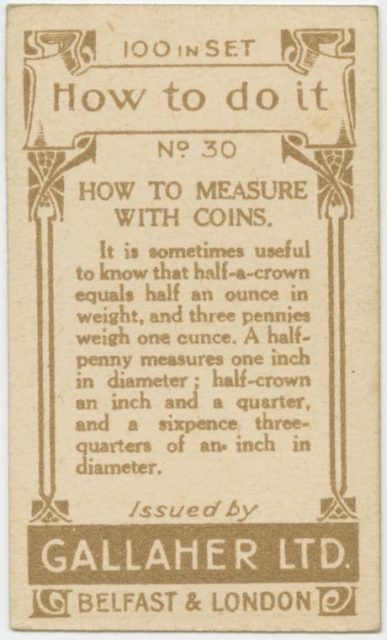 100 IN SET
How to do it
Nº 30
HOW TO MEASURE
WITH COINS.
It is sometimes useful
to know that half-a-crown
equals half an ounce in
weight, and three pennies
weigh one ounce. A half-
penny measures one inch
in diameter; half-crown
an inch and a quarter,
and a sixpence three-
quarters of an inch in
diameter.
Issued by
GALLAHER LTD.
BELFAST & LONDON